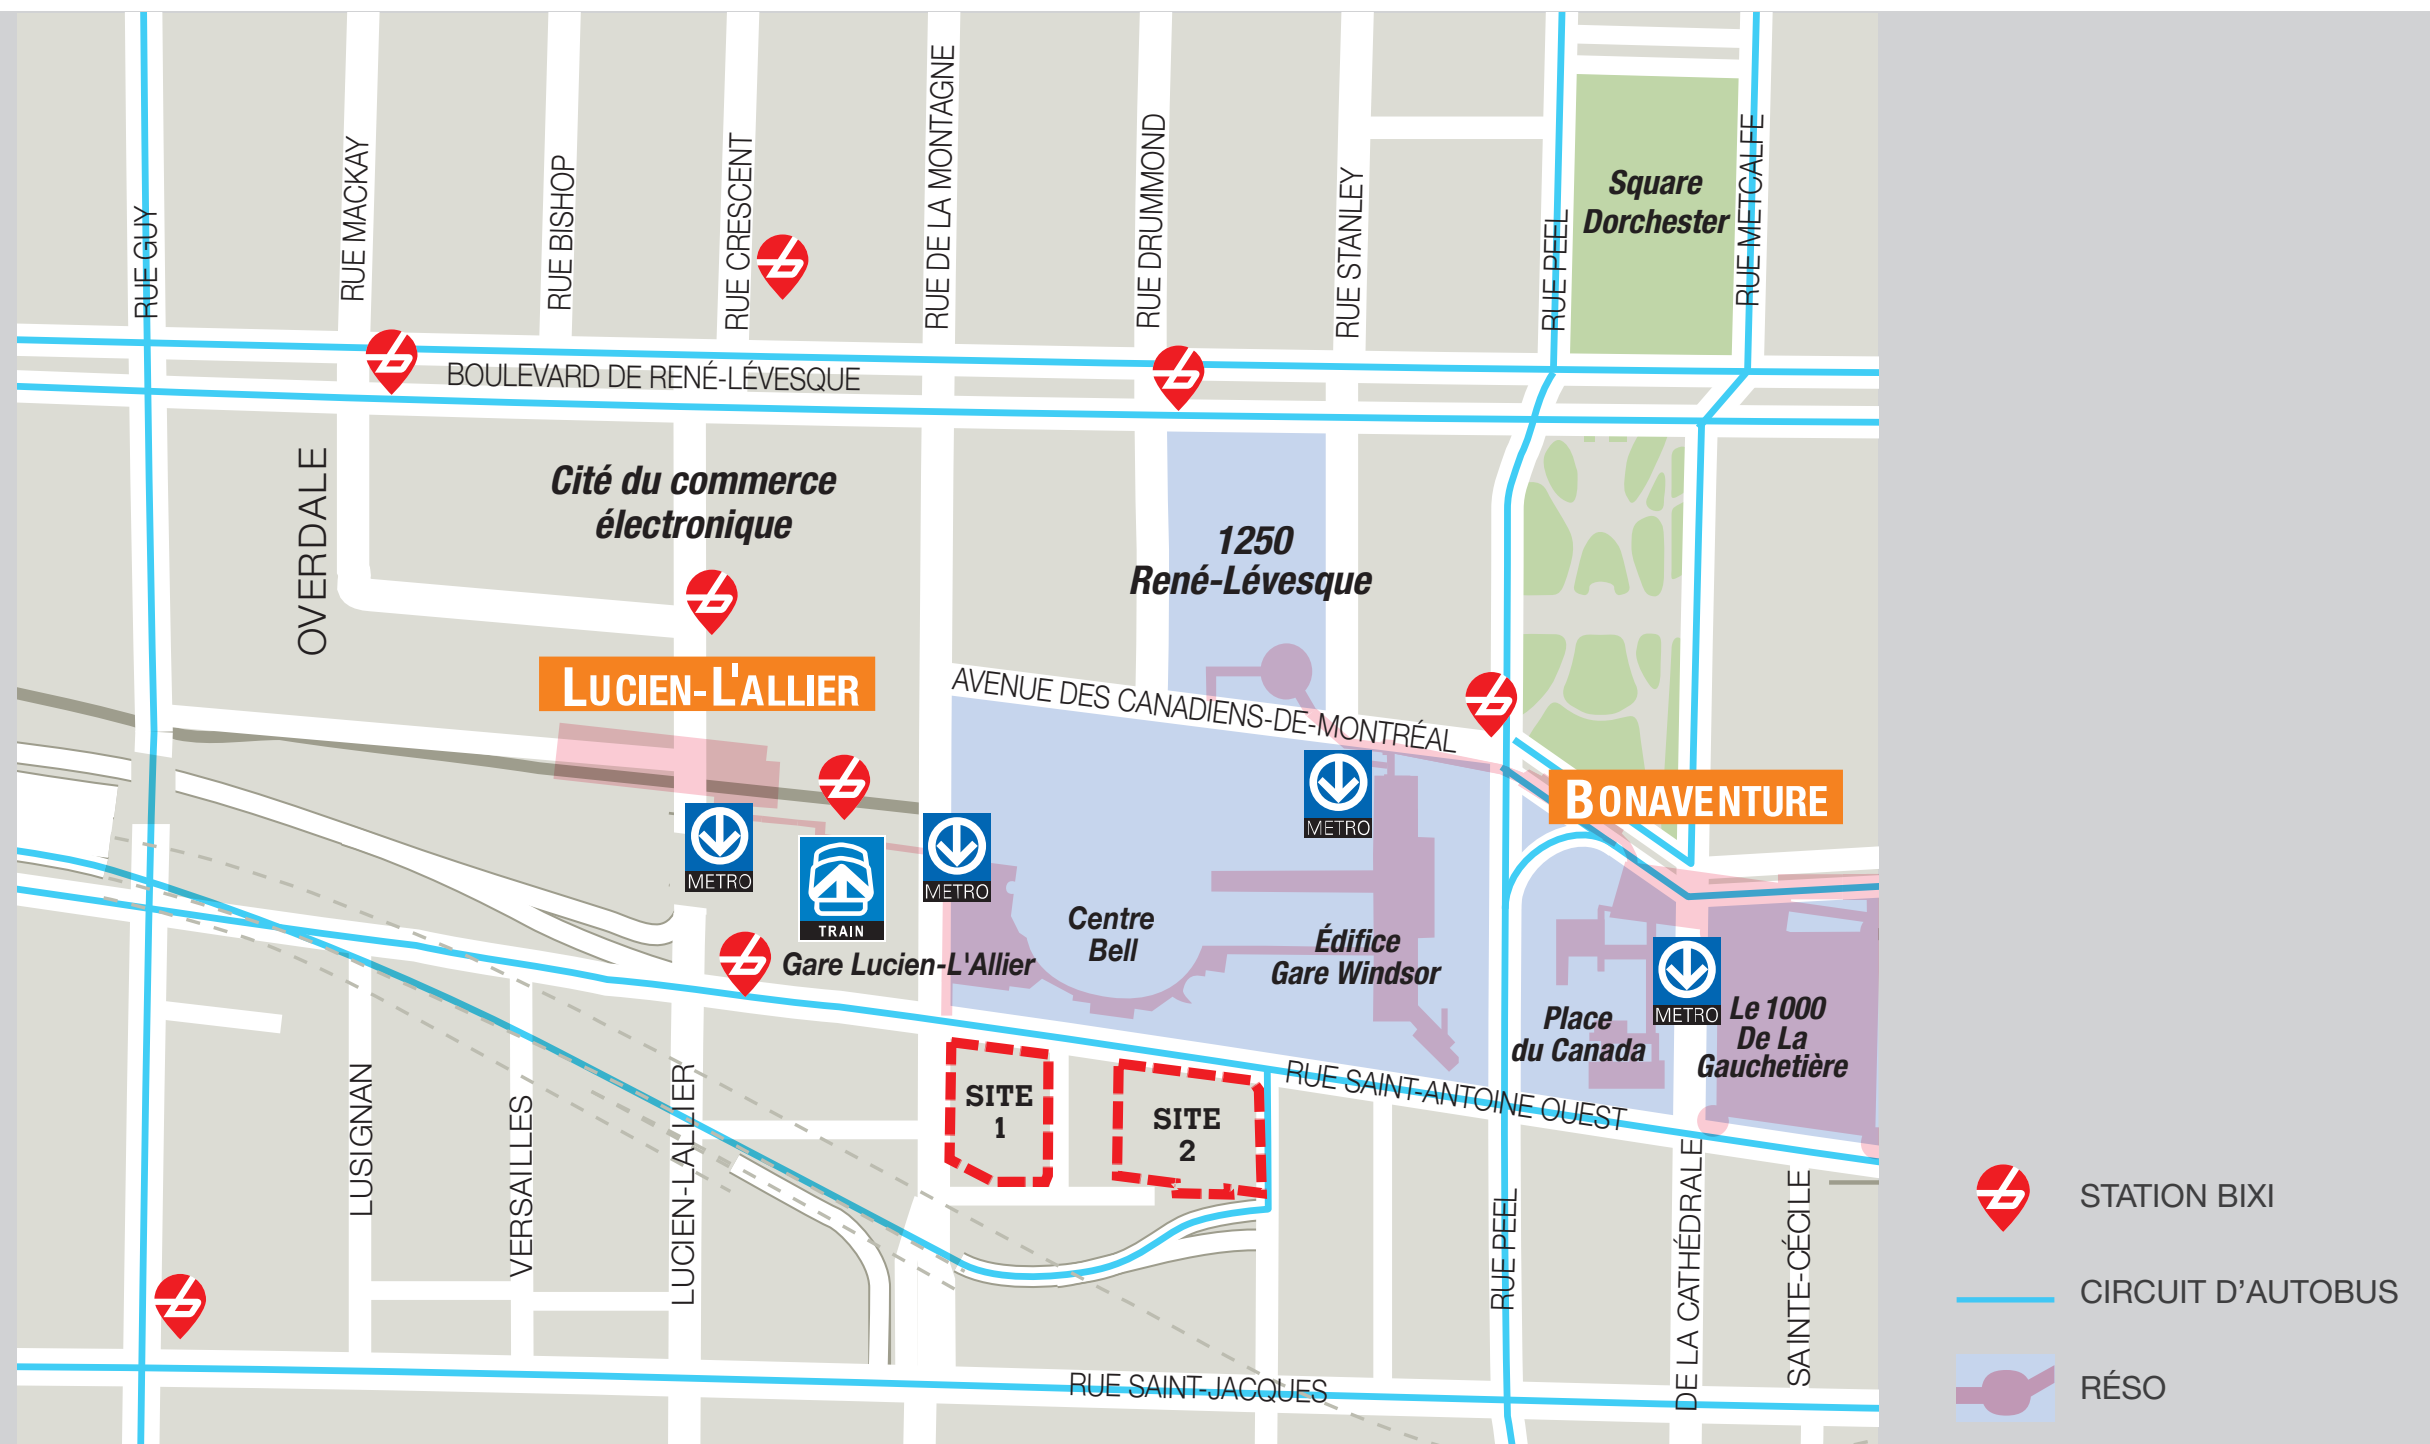 RUE GUY
RUE MACKAY
RUE BISHOP
RUE CRESCENT
RUE DE LA MONTAGNE
RUE DRUMMOND
RUE STANLEY
RUE PEEL
RUE METCALFE
Square
Dorchester
BOULEVARD DE RENÉ-LÉVESQUE
OVERDALE
Cité du commerce
électronique
1250
René-Lévesque
LUCIEN-L'ALLIER
AVENUE DES CANADIENS-DE-MONTRÉAL
BONAVENTURE
METRO
METRO
METRO
METRO
TRAIN
Gare Lucien-L'Allier
Centre
Bell
Édifice
Gare Windsor
Place
du Canada
Le 1000
De La
Gauchetière
SITE
1
SITE
2
RUE SAINT-ANTOINE OUEST
LUSIGNAN
VERSAILLES
LUCIEN-LALLIER
RUE PEEL
DE LA CATHÉDRALE
SAINTE-CÉCILE
RUE SAINT-JACQUES
STATION BIXI
CIRCUIT D'AUTOBUS
RÉSO